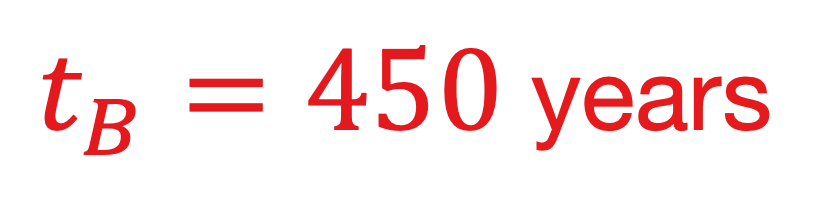 t_B = 450 years